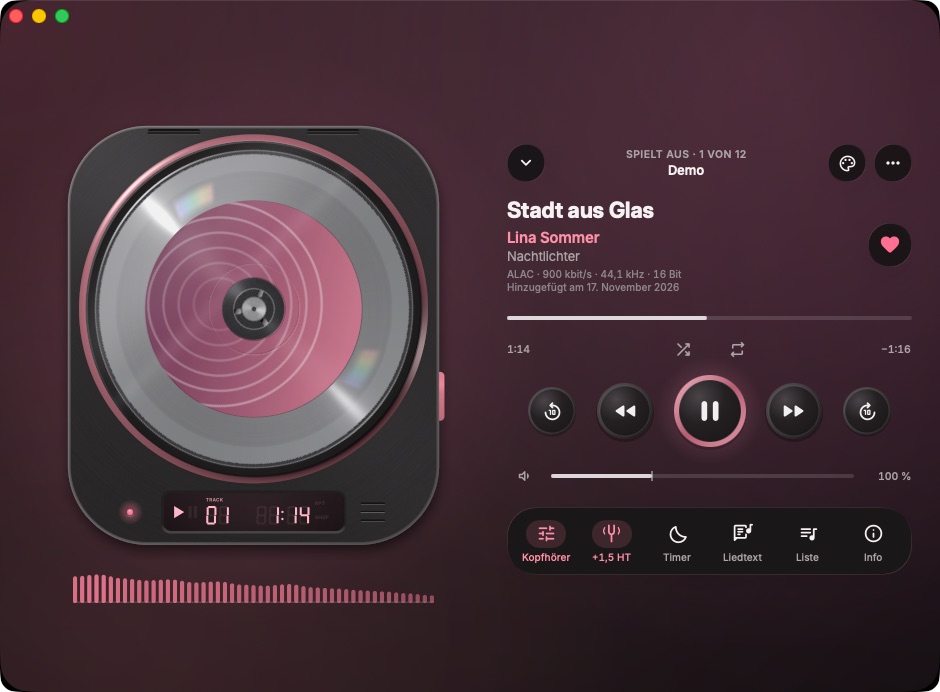 SPIELT AUS · 1 VON 12
Demo
Stadt aus Glas
Lina Sommer
Nachtlichter
ALAC · 900 kbit/s · 44,1 kHz · 16 Bit
Hinzugefügt am 17. November 2026
1:14
−1:16
10
10
100 %
TRACK
01 1:14
Kopfhörer
+1,5 HT
Timer
Liedtext
Liste
Info